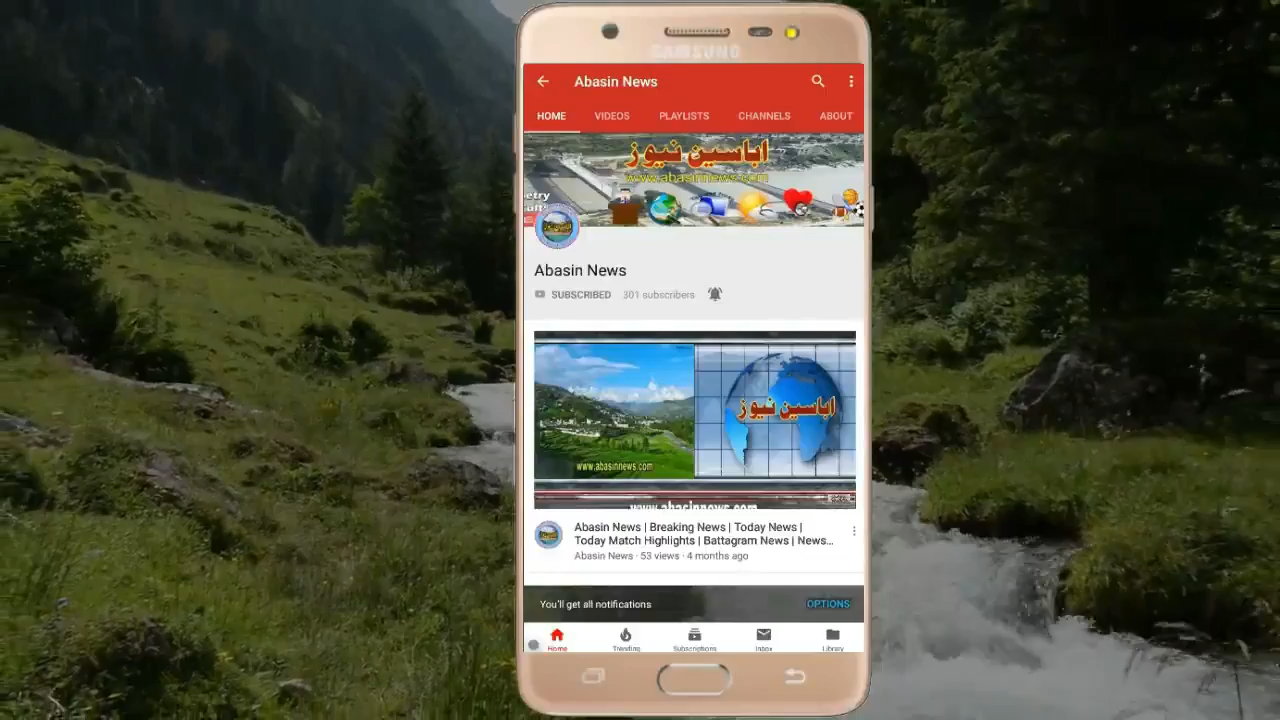 SAMSUNG
Abasin News
HOME VIDEOS PLAYLISTS CHANNELS ABOUT
اباسین نیوز
www.abasinnews.com
etry
Abasin News
SUBSCRIBED 301 subscribers
اباسین نیوز
www.abasinnews.com
www.abasinnews.com
Abasin News | Breaking News | Today News |
Today Match Highlights | Battagram News | News...
Abasin News · 53 views · 4 months ago
You'll get all notifications OPTIONS
Home Trending Subscriptions Inbox Library